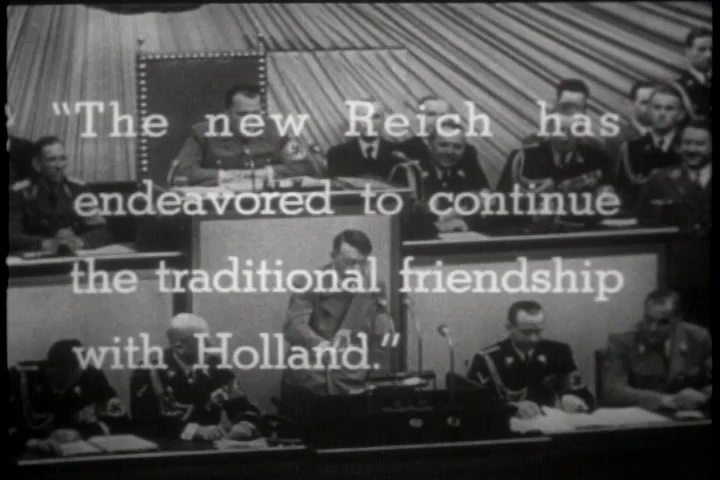 "The new Reich has
endeavored to continue
the traditional friendship
with Holland."